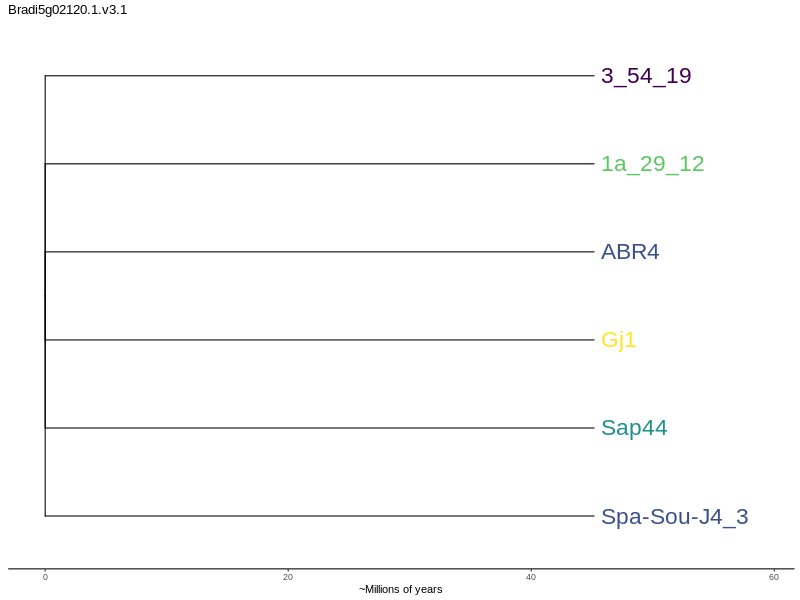 Bradi5g02120.1.v3.1
3_54_19
1a_29_12
ABR4
Gj1
Sap44
Spa-Sou-J4_3
0 20 40 60
~Millions of years